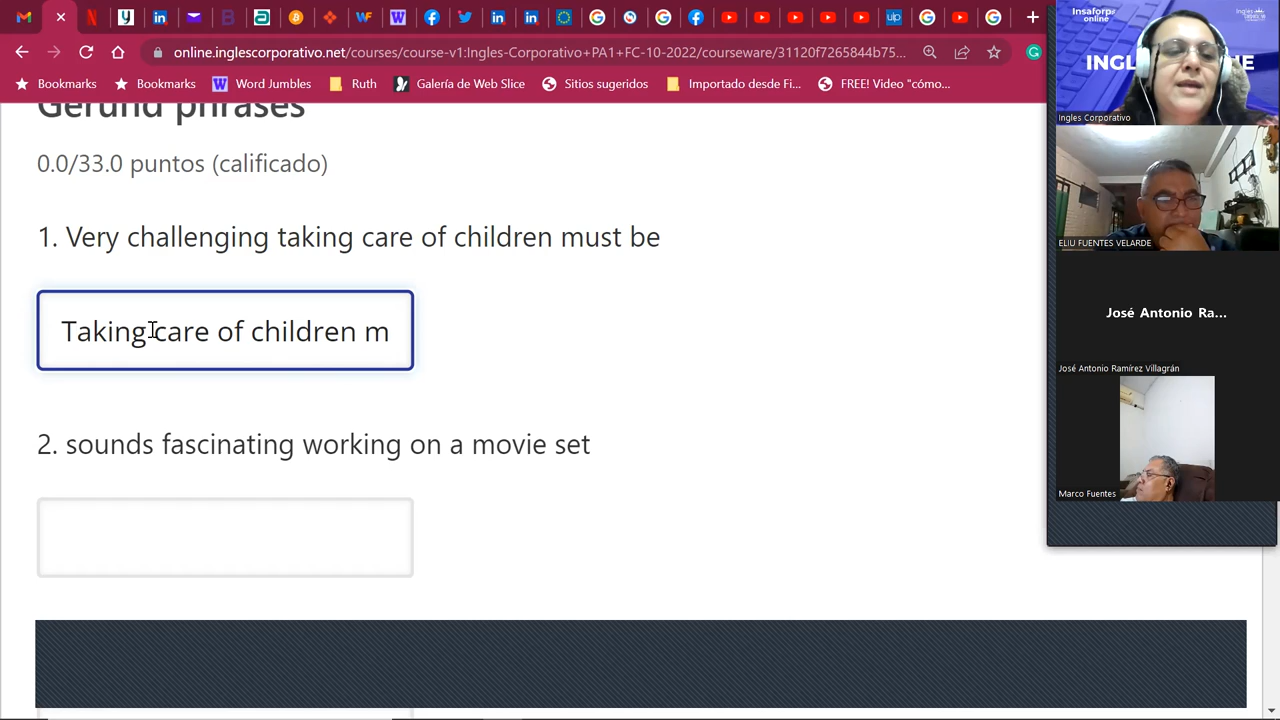 online.inglescorporativo.net/courses/course-v1:Ingles-Corporativo+PA1+FC-10-2022/courseware/31120f7265844b75...
Bookmarks
Bookmarks
Word Jumbles
Ruth
Galería de Web Slice
Sitios sugeridos
Importado desde Fi...
FREE! Video "cómo...
Gerund phrases
0.0/33.0 puntos (calificado)
1. Very challenging taking care of children must be
Taking care of children m
2. sounds fascinating working on a movie set
Ingles Corporativo
ELIU FUENTES VELARDE
José Antonio Ra...
José Antonio Ramírez Villagrán
Marco Fuentes